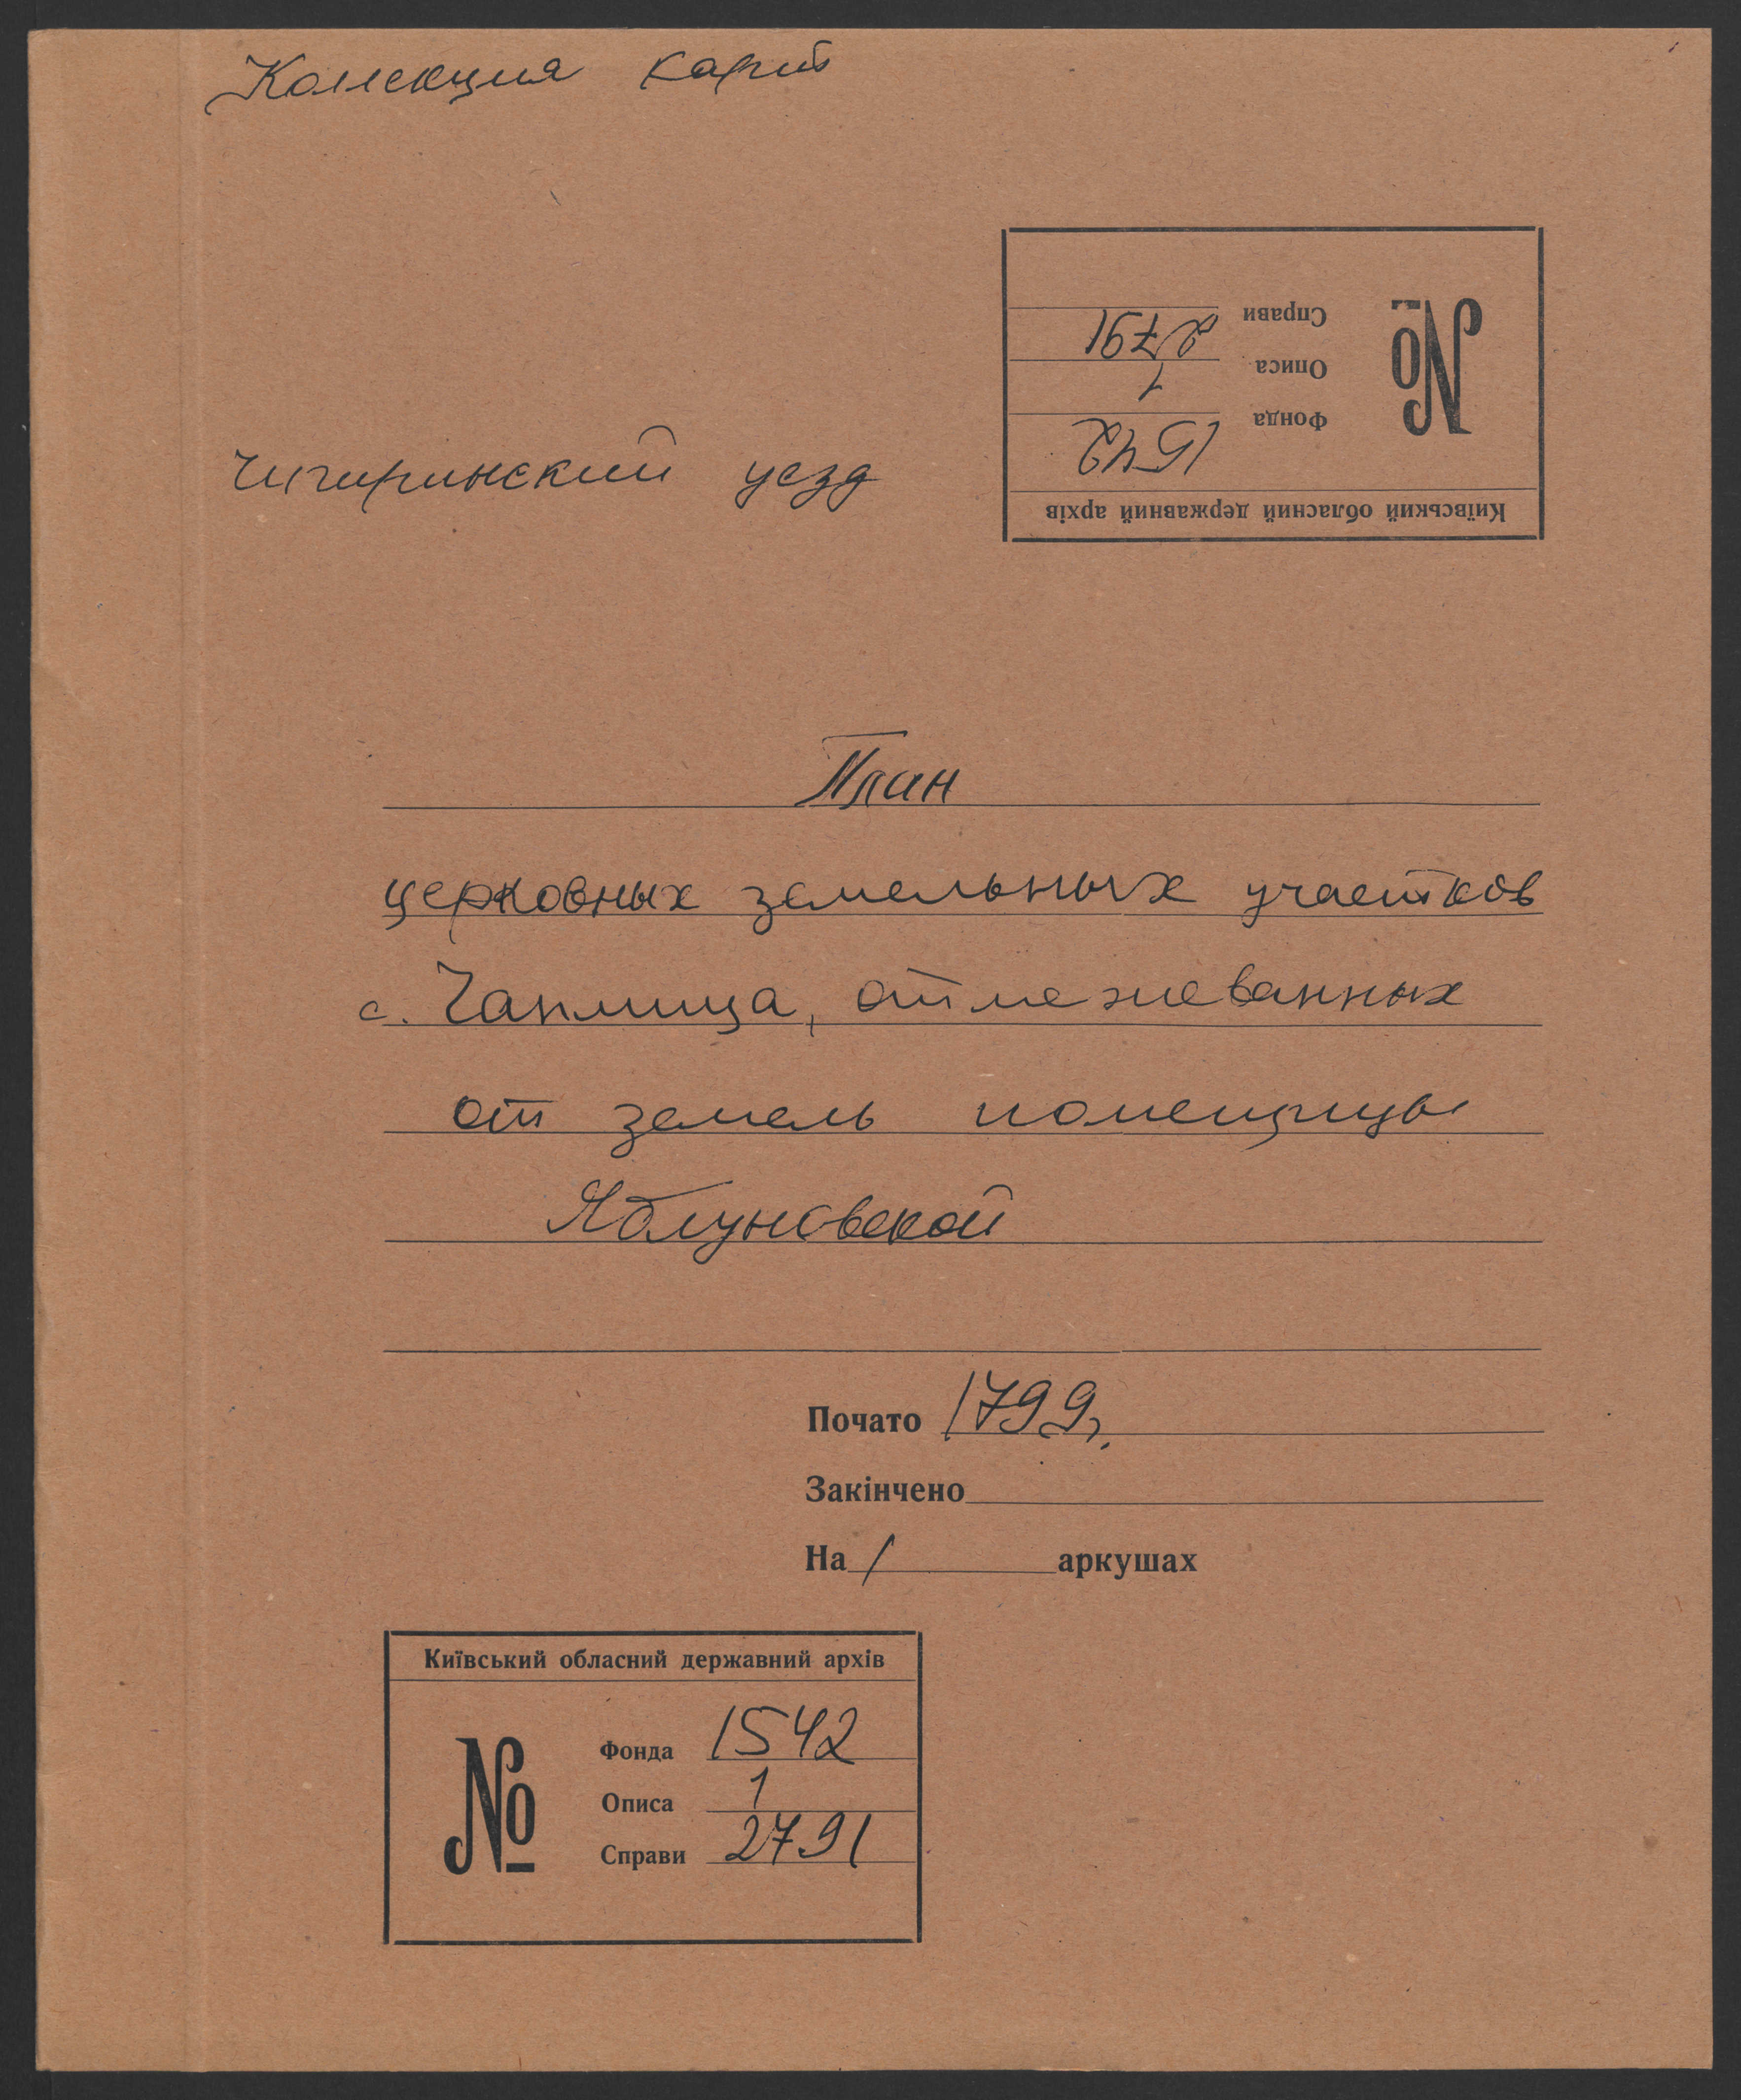 Коллекция карт
Київський обласний державний архів
№
Фонда 1542
Описа 1
Справи 2791
Чигиринский уезд
План
церковных земельных участков
с. Чаплища, отмежеванных
от земель помещицы
Яблуновской
Почато 1799г.
Закінчено
На 1 аркушах
Київський обласний державний архів
№
Фонда 1542
Описа 1
Справи 2791